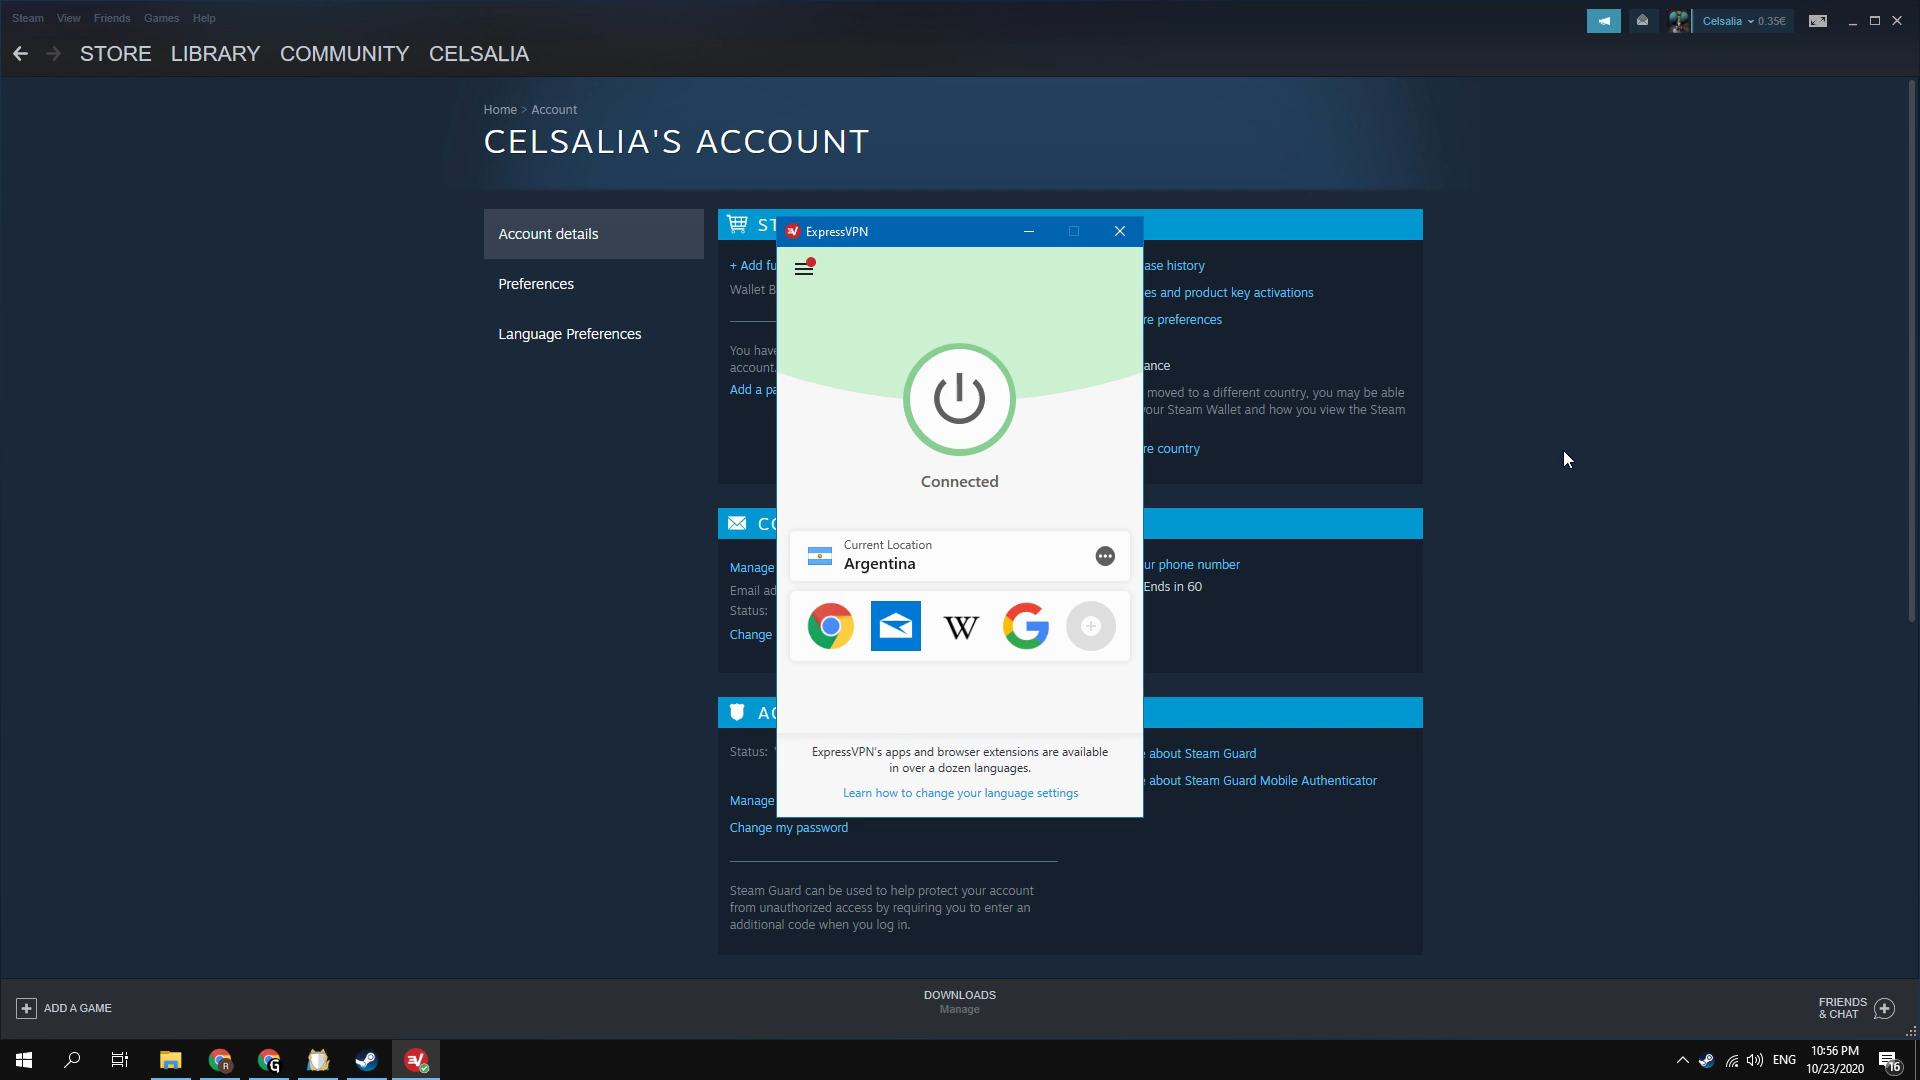 Steam View Friends Games Help
Celsalia 0.35€
STORE LIBRARY COMMUNITY CELSALIA
Home > Account
CELSALIA'S ACCOUNT
Account details
Preferences
Language Preferences
ST
+ Add fu
Wallet B
You have
account.
Add a pa
ase history
es and product key activations
re preferences
ance
moved to a different country, you may be able
our Steam Wallet and how you view the Steam
re country
ExpressVPN
Connected
Current Location
Argentina
W
ExpressVPN's apps and browser extensions are available
in over a dozen languages.
Learn how to change your language settings
CO
Manage
Email ad
Status:
Change
ur phone number
Ends in 60
AC
Status:
Manage
Change my password
about Steam Guard
about Steam Guard Mobile Authenticator
Steam Guard can be used to help protect your account
from unauthorized access by requiring you to enter an
additional code when you log in.
ADD A GAME
DOWNLOADS
Manage
FRIENDS
& CHAT
R
G
ENG
10:56 PM
10/23/2020
16